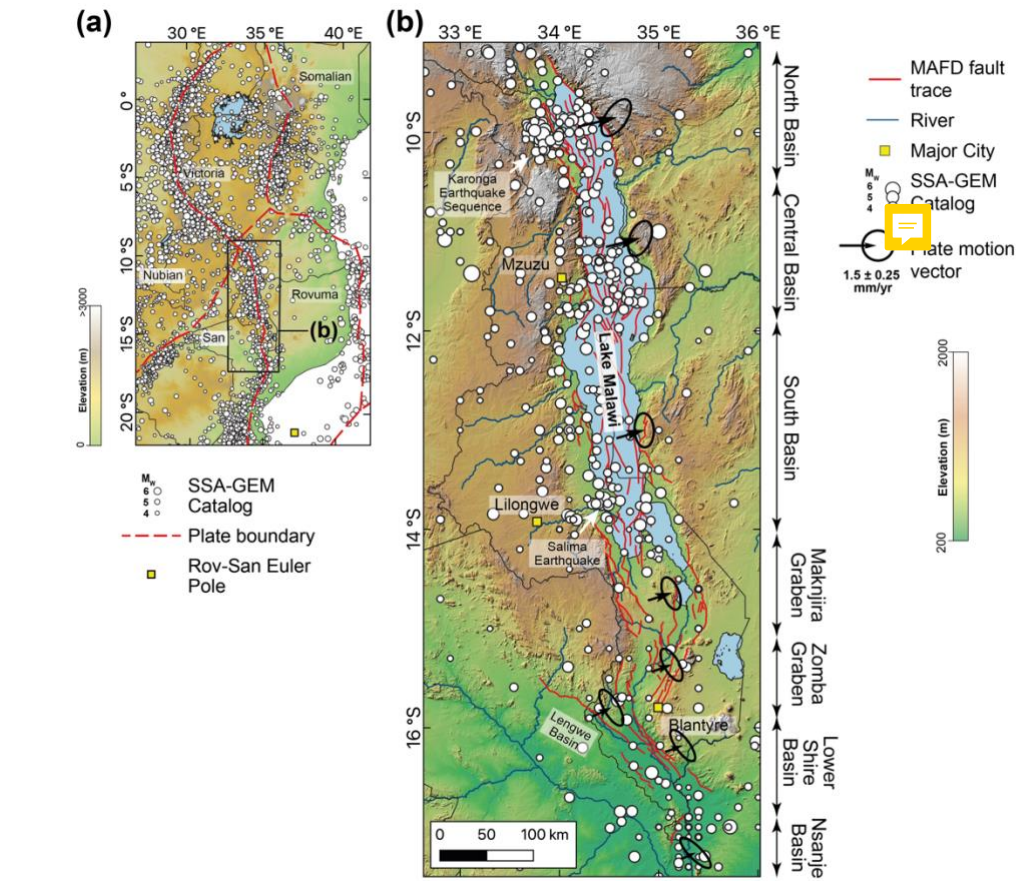 (a)
30°E
35°E
40°E
Somalian
Victoria
Nubian
Rovuma
San
(b)
0°
5°S
10°S
15°S
20°S
>3000
Elevation (m)
0
Mw
6
5
4
SSA-GEM
Catalog
Plate boundary
Rov-San Euler
Pole
(b)
33°E
34°E
35°E
36°E
10°S
12°S
14°S
16°S
Karonga
Earthquake
Sequence
Mzuzu
Lake Malawi
Lilongwe
Salima
Earthquake
Lengwe
Basin
Blantyre
0 50 100 km
North Basin
Central Basin
South Basin
Maknjira
Graben
Zomba
Graben
Lower
Shire
Basin
Nsanje
Basin
MAFD fault
trace
River
Major City
Mw
6
5
4
SSA-GEM
Catalog
Plate motion
vector
1.5 ± 0.25
mm/yr
2000
Elevation (m)
200